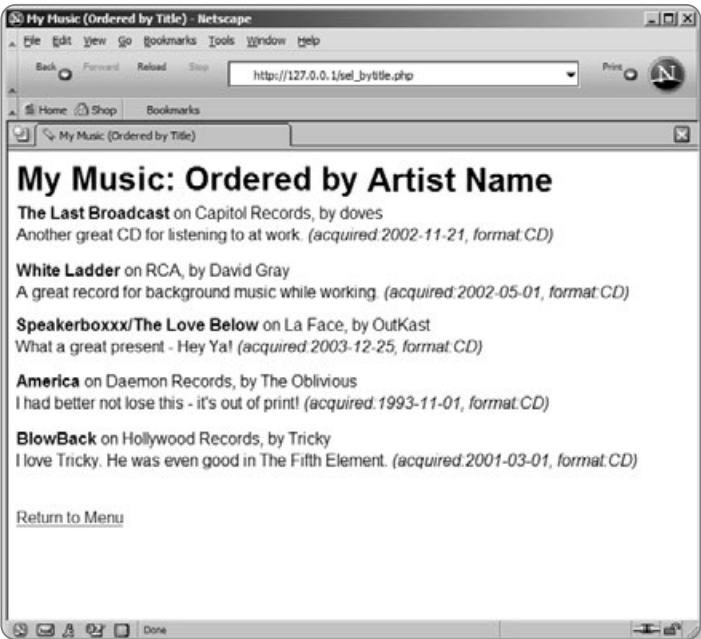 My Music (Ordered by Title) - Netscape
File Edit View Go Bookmarks Tools Window Help
Back Forward Reload Stop http://127.0.0.1/sel_bytitle.php Print N
Home Shop Bookmarks
My Music (Ordered by Title)
My Music: Ordered by Artist Name
The Last Broadcast on Capitol Records, by doves
Another great CD for listening to at work. (acquired:2002-11-21, format:CD)
White Ladder on RCA, by David Gray
A great record for background music while working. (acquired:2002-05-01, format:CD)
Speakerboxxx/The Love Below on La Face, by OutKast
What a great present - Hey Ya! (acquired:2003-12-25, format:CD)
America on Daemon Records, by The Oblivious
I had better not lose this - it's out of print! (acquired:1993-11-01, format:CD)
BlowBack on Hollywood Records, by Tricky
I love Tricky. He was even good in The Fifth Element. (acquired:2001-03-01, format:CD)
Return to Menu
Done